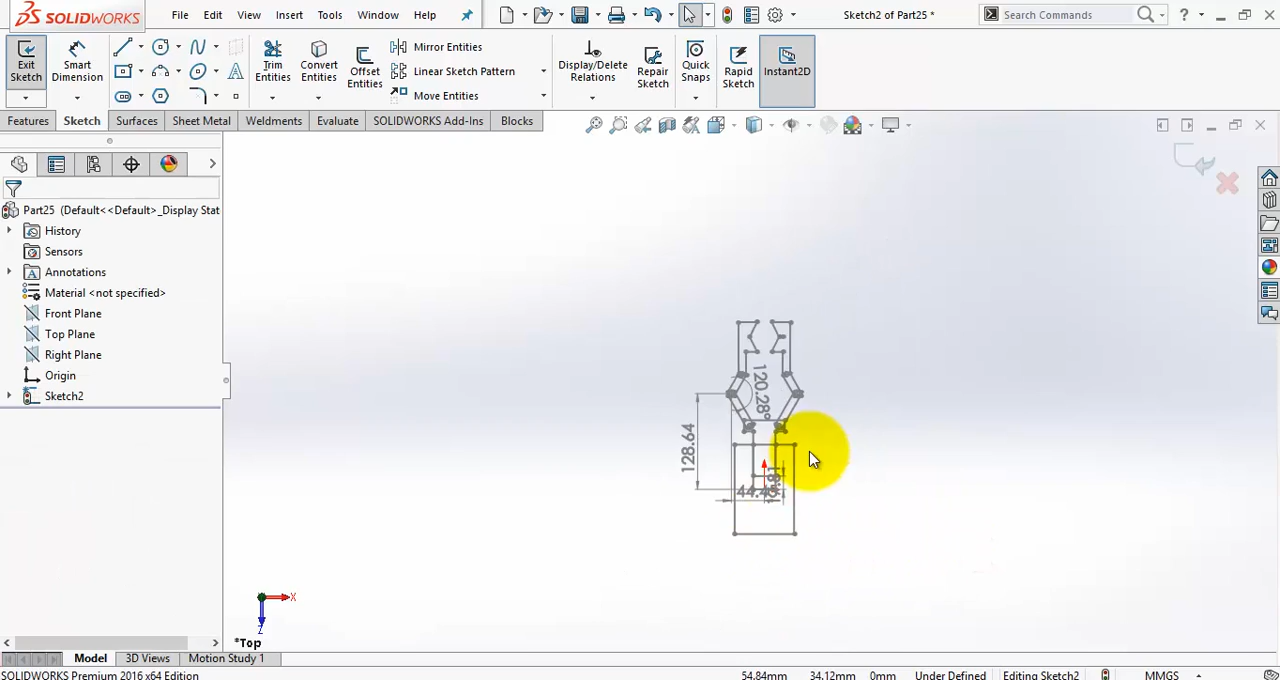 3S SOLIDWORKS
File Edit View Insert Tools Window Help
Sketch2 of Part25 *
Search Commands
?
Exit Sketch
Smart Dimension
Trim Entities
Convert Entities
Offset Entities
Mirror Entities
Linear Sketch Pattern
Move Entities
Display/Delete Relations
Repair Sketch
Quick Snaps
Rapid Sketch
Instant2D
Features Sketch Surfaces Sheet Metal Weldments Evaluate SOLIDWORKS Add-Ins Blocks
Part25 (Default<<Default>_Display Stat
History
Sensors
Annotations
Material <not specified>
Front Plane
Top Plane
Right Plane
Origin
Sketch2
120.28°
128.64
X
Z
*Top
Model 3D Views Motion Study 1
SOLIDWORKS Premium 2016 x64 Edition
54.84mm 34.12mm 0mm Under Defined Editing Sketch2 MMGS